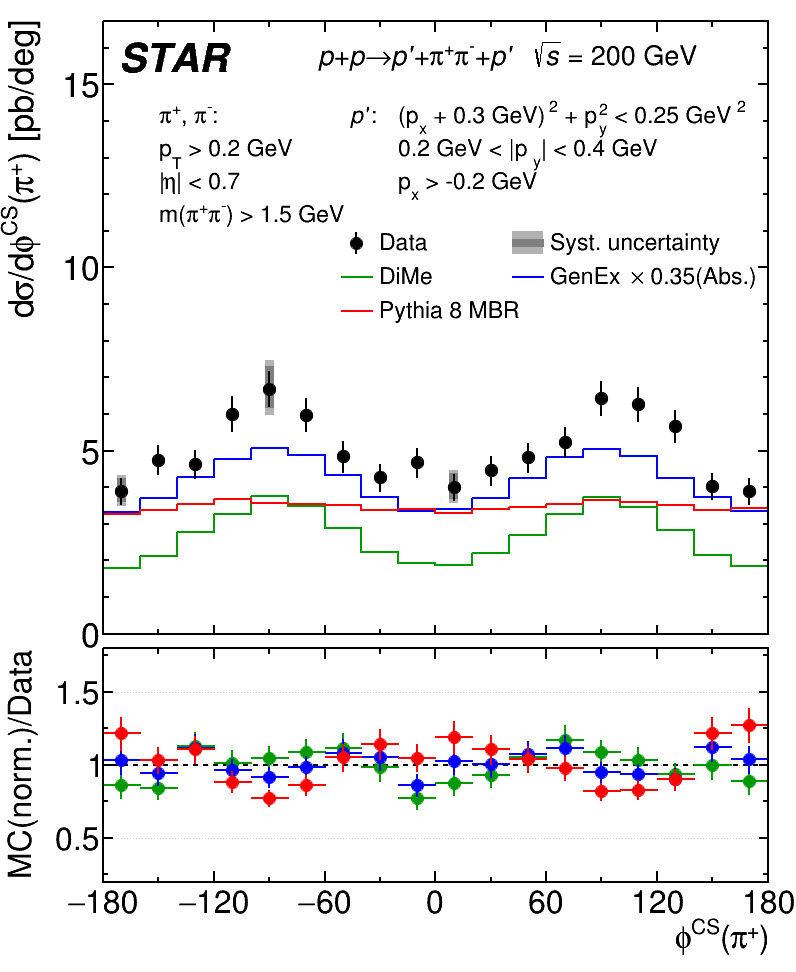 STAR p+p→p′+π⁺π⁻+p′ √s = 200 GeV
π⁺, π⁻: p′: (pₓ + 0.3 GeV)² + p_y² < 0.25 GeV²
p_T > 0.2 GeV 0.2 GeV < |p_y| < 0.4 GeV
|η| < 0.7 pₓ > -0.2 GeV
m(π⁺π⁻) > 1.5 GeV
Data Syst. uncertainty
DiMe GenEx × 0.35(Abs.)
Pythia 8 MBR
dσ/dφ^CS(π⁺) [pb/deg]
15
10
5
0
MC(norm.)/Data
1.5
1
0.5
−180 −120 −60 0 60 120 180
φ^CS(π⁺)